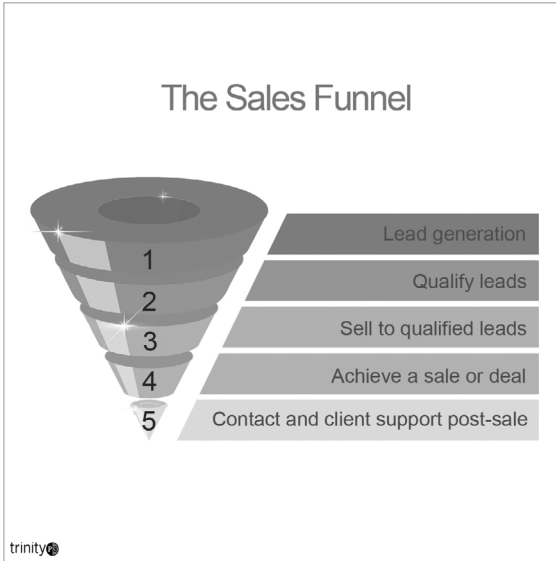 The Sales Funnel
1
Lead generation
2
Qualify leads
3
Sell to qualified leads
4
Achieve a sale or deal
5
Contact and client support post-sale
trinity